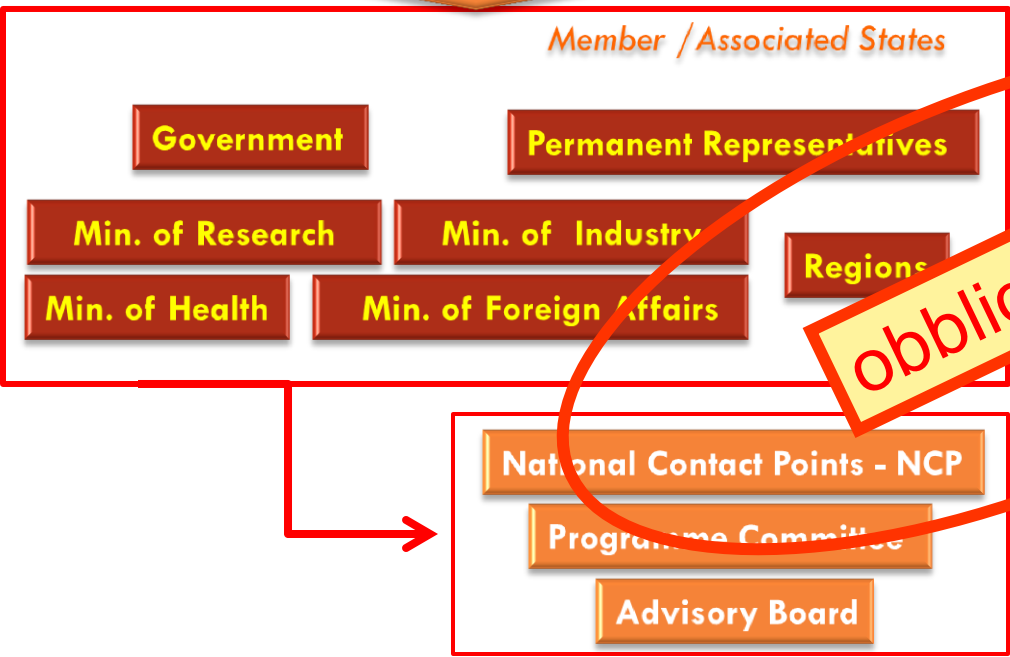 Member / Associated States
Government
Permanent Representatives
Min. of Research
Min. of Industry
Regions
Min. of Health
Min. of Foreign Affairs
National Contact Points - NCP
Programme Committee
Advisory Board